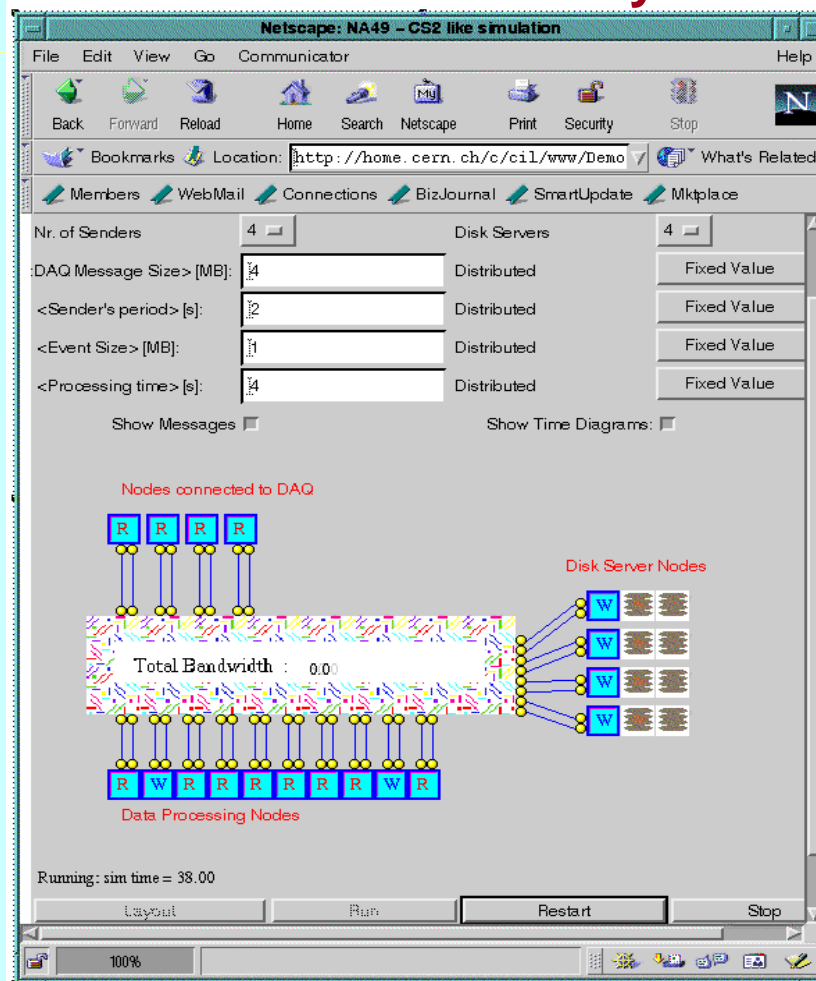 Netscape: NA49 – CS2 like simulation
File Edit View Go Communicator Help
Back Forward Reload Home Search Netscape Print Security Stop
My
N
Bookmarks Location: http://home.cern.ch/c/cil/www/Demo What's Related
Members WebMail Connections BizJournal SmartUpdate Mktplace
Nr. of Senders 4 Disk Servers 4
:DAQ Message Size> [MB]: 4 Distributed Fixed Value
<Sender's period> [s]: 2 Distributed Fixed Value
<Event Size> [MB]: 1 Distributed Fixed Value
<Processing time> [s]: 4 Distributed Fixed Value
Show Messages Show Time Diagrams:
Nodes connected to DAQ
R R R R
Disk Server Nodes
W
W
W
W
Total Bandwidth : 0.00
R W R R R R R R W R
Data Processing Nodes
Running: sim time = 38.00
Layout Run Restart Stop
100%